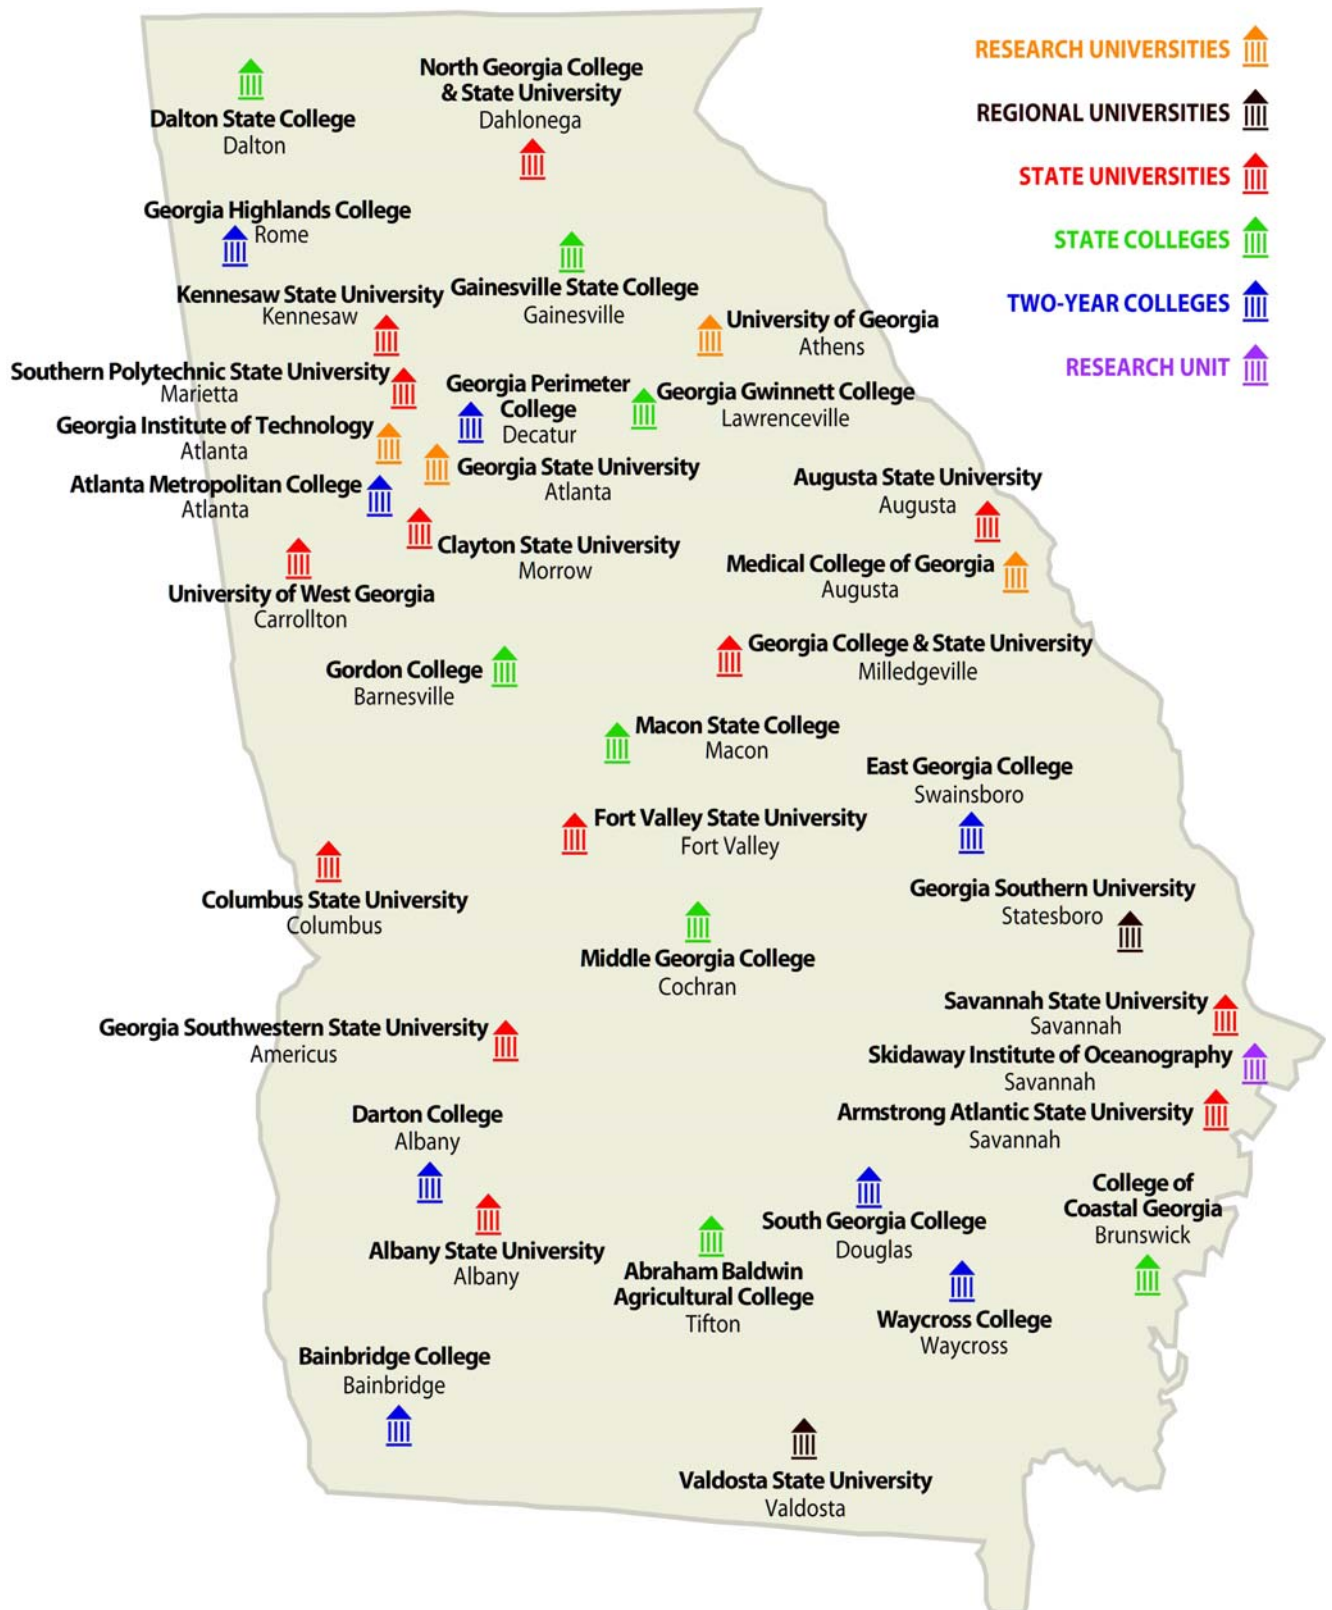 RESEARCH UNIVERSITIES
REGIONAL UNIVERSITIES
STATE UNIVERSITIES
STATE COLLEGES
TWO-YEAR COLLEGES
RESEARCH UNIT
North Georgia College
& State University
Dahlonega
Dalton State College
Dalton
Georgia Highlands College
Rome
Gainesville State College
Gainesville
Kennesaw State University
Kennesaw
University of Georgia
Athens
Southern Polytechnic State University
Marietta
Georgia Perimeter
College
Decatur
Georgia Gwinnett College
Lawrenceville
Georgia Institute of Technology
Atlanta
Georgia State University
Atlanta
Atlanta Metropolitan College
Atlanta
Augusta State University
Augusta
Clayton State University
Morrow
Medical College of Georgia
Augusta
University of West Georgia
Carrollton
Georgia College & State University
Milledgeville
Gordon College
Barnesville
Macon State College
Macon
East Georgia College
Swainsboro
Fort Valley State University
Fort Valley
Columbus State University
Columbus
Georgia Southern University
Statesboro
Middle Georgia College
Cochran
Savannah State University
Savannah
Georgia Southwestern State University
Americus
Skidaway Institute of Oceanography
Savannah
Armstrong Atlantic State University
Savannah
Darton College
Albany
College of
Coastal Georgia
Brunswick
South Georgia College
Douglas
Albany State University
Albany
Abraham Baldwin
Agricultural College
Tifton
Waycross College
Waycross
Bainbridge College
Bainbridge
Valdosta State University
Valdosta